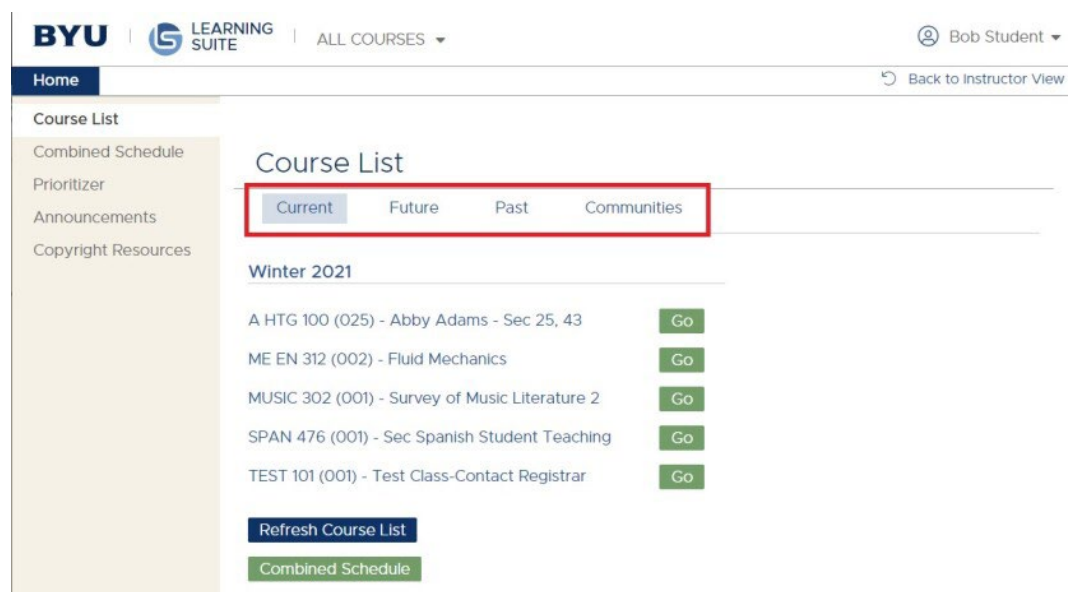 BYU LEARNING SUITE ALL COURSES Bob Student
Home Back to Instructor View
Course List
Combined Schedule
Prioritizer
Announcements
Copyright Resources
Course List
Current Future Past Communities
Winter 2021
A HTG 100 (025) - Abby Adams - Sec 25, 43 Go
ME EN 312 (002) - Fluid Mechanics Go
MUSIC 302 (001) - Survey of Music Literature 2 Go
SPAN 476 (001) - Sec Spanish Student Teaching Go
TEST 101 (001) - Test Class-Contact Registrar Go
Refresh Course List
Combined Schedule